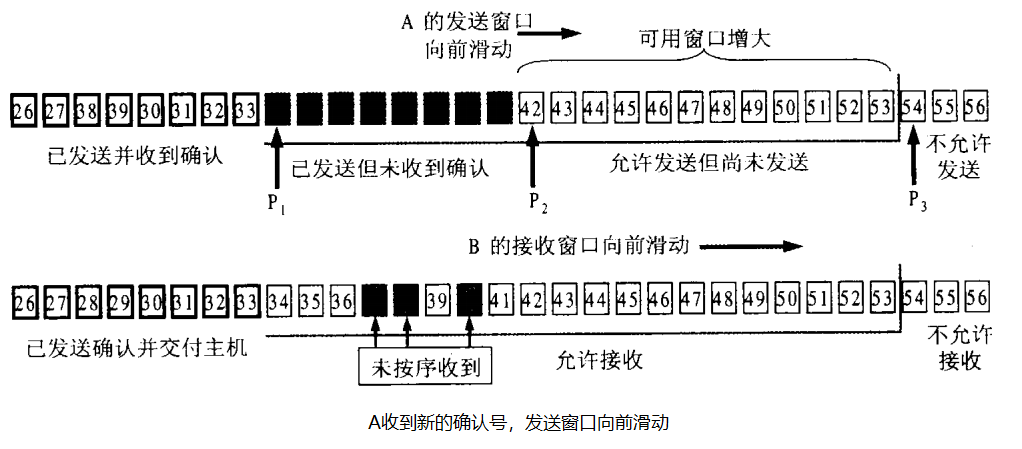 A 的发送窗口
向前滑动
可用窗口增大
26 27 38 39 30 31 32 33 42 43 44 45 46 47 48 49 50 51 52 53 54 55 56
已发送并收到确认
已发送但未收到确认
允许发送但尚未发送
不允许
发送
P1
P2
P3
B 的接收窗口向前滑动
26 27 28 29 30 31 32 33 34 35 36 39 41 42 43 44 45 46 47 48 49 50 51 52 53 54 55 56
已发送确认并交付主机
未按序收到
允许接收
不允许
接收
A收到新的确认号，发送窗口向前滑动